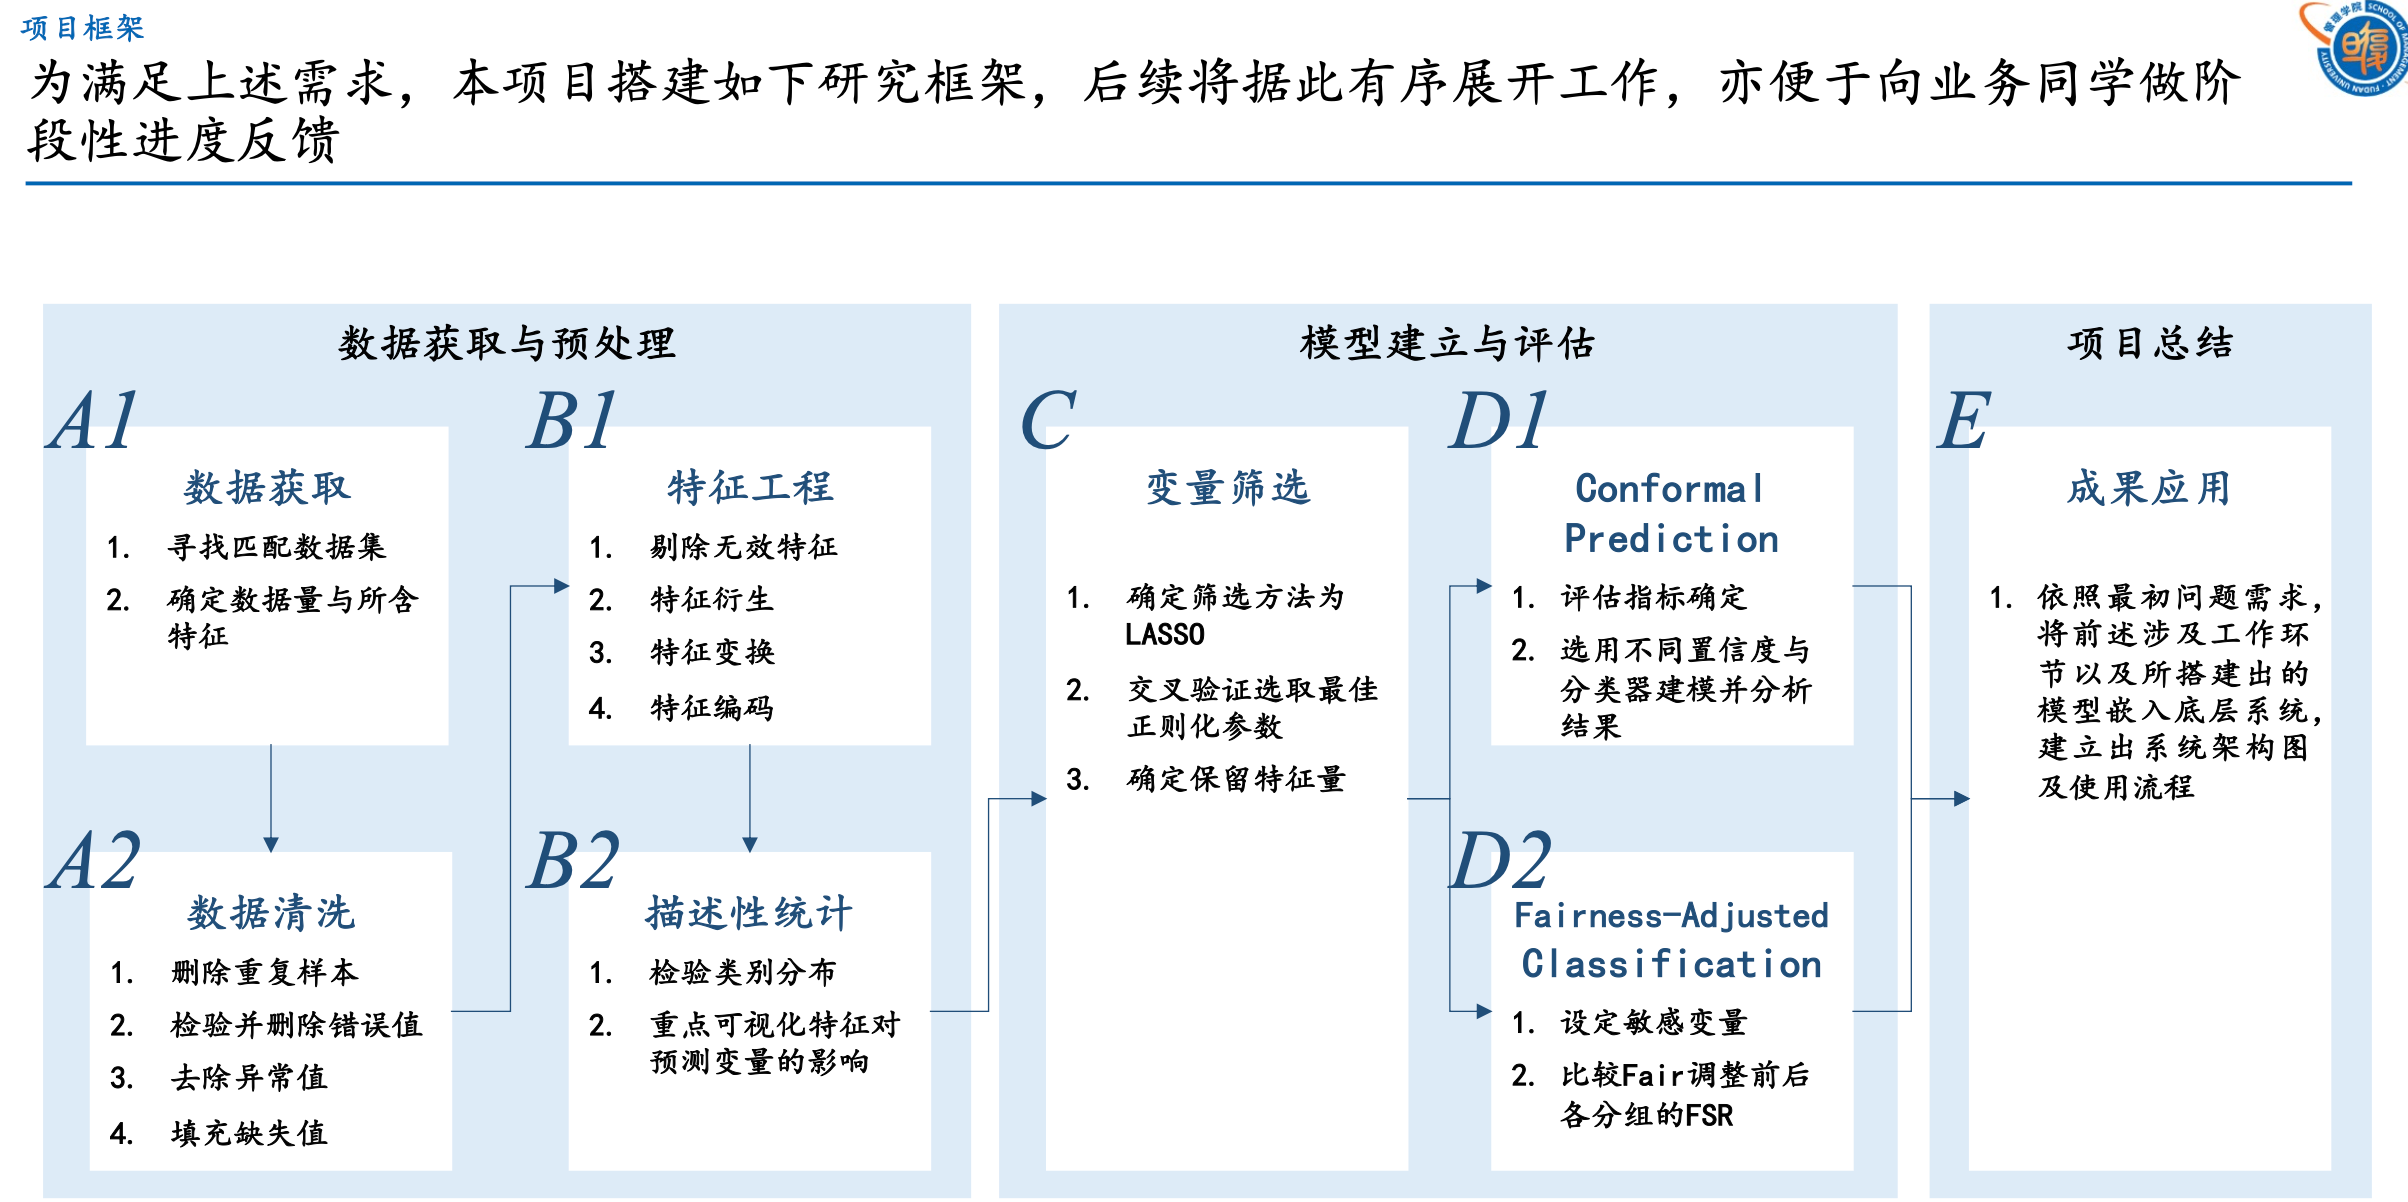 项目框架
为满足上述需求，本项目搭建如下研究框架，后续将据此有序展开工作，亦便于向业务同学做阶
段性进度反馈
管理学院 SCHOOL OF MANAGEMENT · FUDAN UNIVERSITY
数据获取与预处理
A1
数据获取
1. 寻找匹配数据集
2. 确定数据量与所含
特征
A2
数据清洗
1. 删除重复样本
2. 检验并删除错误值
3. 去除异常值
4. 填充缺失值
B1
特征工程
1. 剔除无效特征
2. 特征衍生
3. 特征变换
4. 特征编码
B2
描述性统计
1. 检验类别分布
2. 重点可视化特征对
预测变量的影响
模型建立与评估
C
变量筛选
1. 确定筛选方法为
LASSO
2. 交叉验证选取最佳
正则化参数
3. 确定保留特征量
D1
Conformal
Prediction
1. 评估指标确定
2. 选用不同置信度与
分类器建模并分析
结果
D2
Fairness-Adjusted
Classification
1. 设定敏感变量
2. 比较Fair调整前后
各分组的FSR
项目总结
E
成果应用
1. 依照最初问题需求，
将前述涉及工作环
节以及所搭建出的
模型嵌入底层系统，
建立出系统架构图
及使用流程